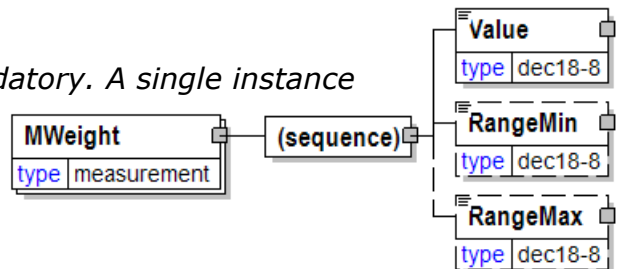 Value
type dec18-8
datory. A single instance
MWeight
type measurement
(sequence)
RangeMin
type dec18-8
RangeMax
type dec18-8